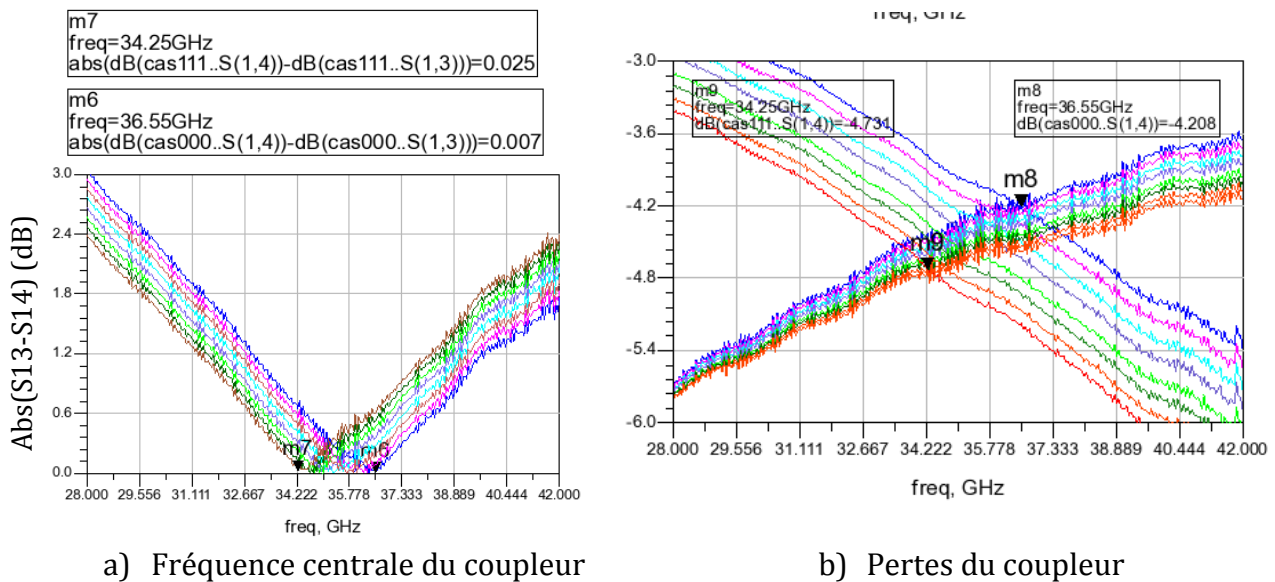 m7
freq=34.25GHz
abs(dB(cas111..S(1,4))-dB(cas111..S(1,3)))=0.025
m6
freq=36.55GHz
abs(dB(cas000..S(1,4))-dB(cas000..S(1,3)))=0.007
Abs(S13-S14) (dB)
3.0
2.4
1.8
1.2
0.6
0.0
m7
m6
28.000
29.556
31.111
32.667
34.222
35.778
37.333
38.889
40.444
42.000
freq, GHz
a) Fréquence centrale du coupleur
freq, GHz
-3.0
-3.6
-4.2
-4.8
-5.4
-6.0
m9
freq=34.25GHz
dB(cas111..S(1,4))=-4.731
m8
freq=36.55GHz
dB(cas000..S(1,4))=-4.208
m8
m9
28.000
29.556
31.111
32.667
34.222
35.778
37.333
38.889
40.444
42.000
freq, GHz
b) Pertes du coupleur